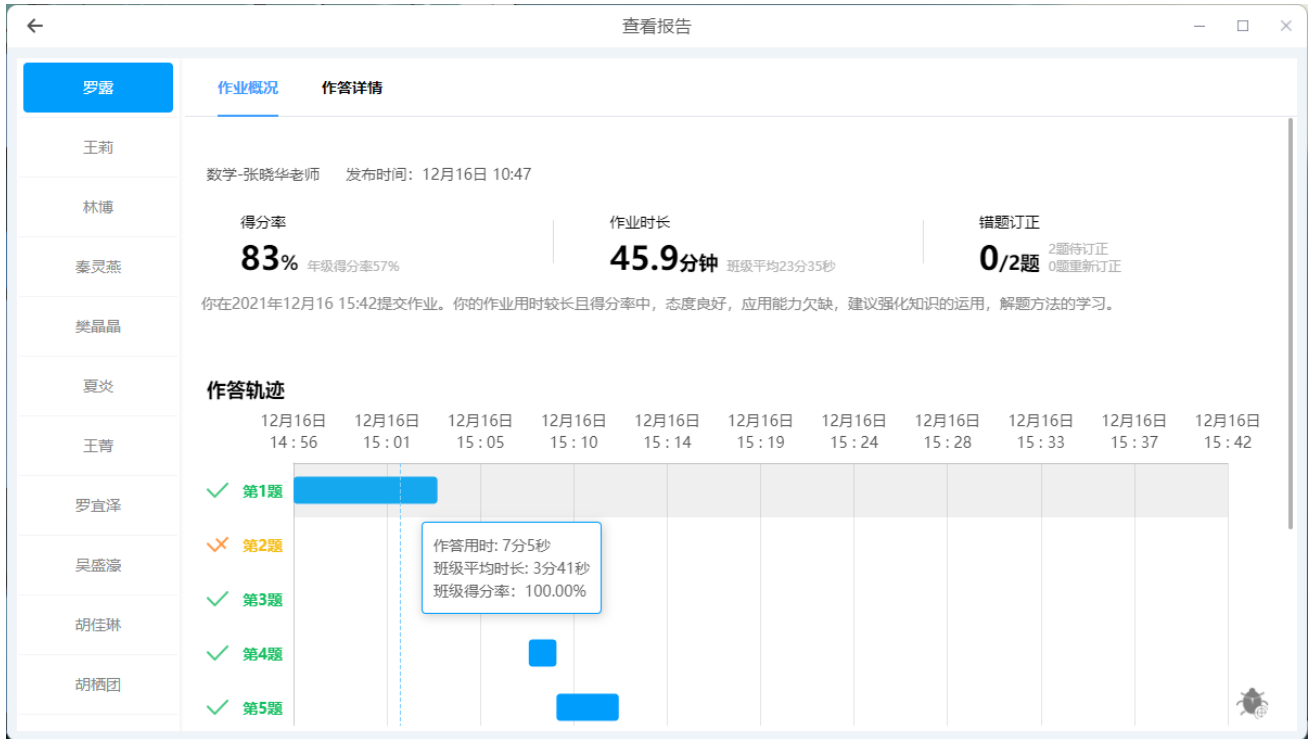 查看报告
罗露
王莉
林博
秦灵燕
樊晶晶
夏炎
王菁
罗宜泽
吴盛濠
胡佳琳
胡栖团
作业概况 作答详情
数学-张晓华老师 发布时间：12月16日 10:47
得分率 作业时长 错题订正
83% 年级得分率57% 45.9分钟 班级平均23分35秒 0/2题 2题待订正
0题重新订正
你在2021年12月16 15:42提交作业。你的作业用时较长且得分率中，态度良好，应用能力欠缺，建议强化知识的运用，解题方法的学习。
作答轨迹
12月16日 12月16日 12月16日 12月16日 12月16日 12月16日 12月16日 12月16日 12月16日 12月16日 12月16日
14 : 56 15 : 01 15 : 05 15 : 10 15 : 14 15 : 19 15 : 24 15 : 28 15 : 33 15 : 37 15 : 42
第1题
第2题
作答用时: 7分5秒
班级平均时长: 3分41秒
班级得分率：100.00%
第3题
第4题
第5题